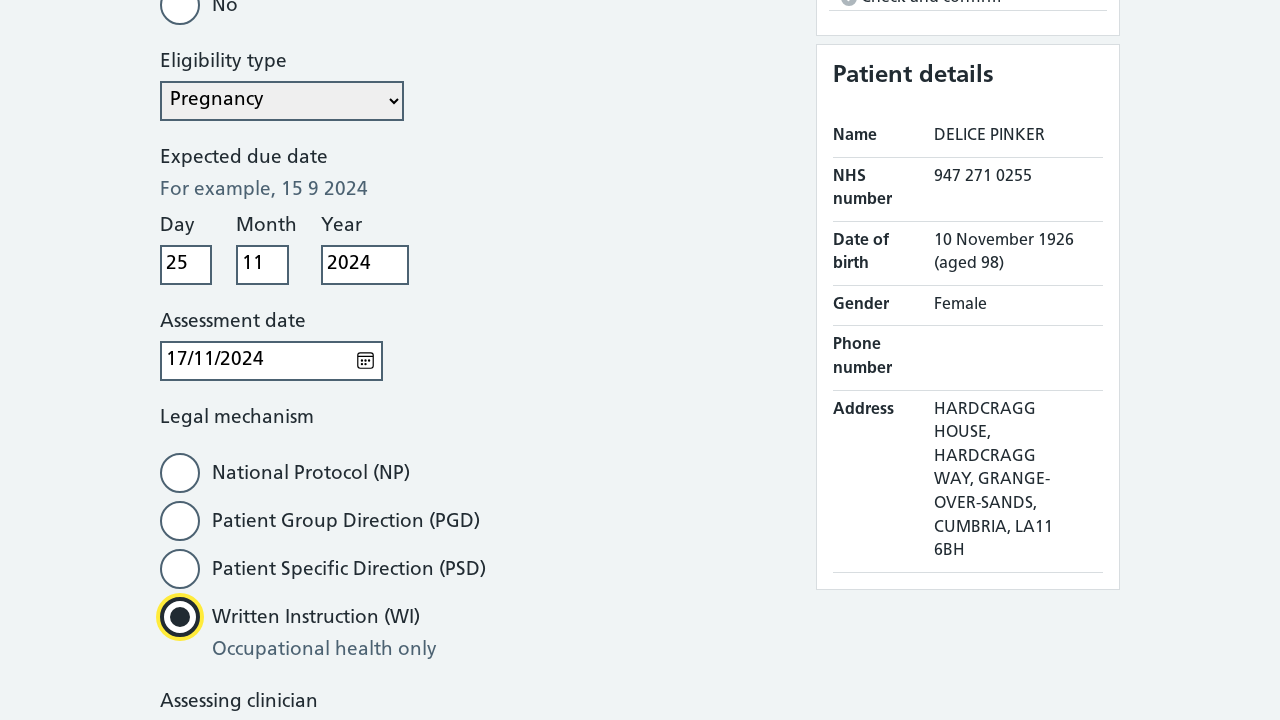 No
Eligibility type
Pregnancy
Expected due date
For example, 15 9 2024
Day Month Year
25 11 2024
Assessment date
17/11/2024
Legal mechanism
National Protocol (NP)
Patient Group Direction (PGD)
Patient Specific Direction (PSD)
Written Instruction (WI)
Occupational health only
Assessing clinician
Check and confirm
Patient details
Name DELICE PINKER
NHS number 947 271 0255
Date of birth 10 November 1926 (aged 98)
Gender Female
Phone number
Address HARDCRAGG
HOUSE,
HARDCRAGG
WAY, GRANGE-
OVER-SANDS,
CUMBRIA, LA11
6BH